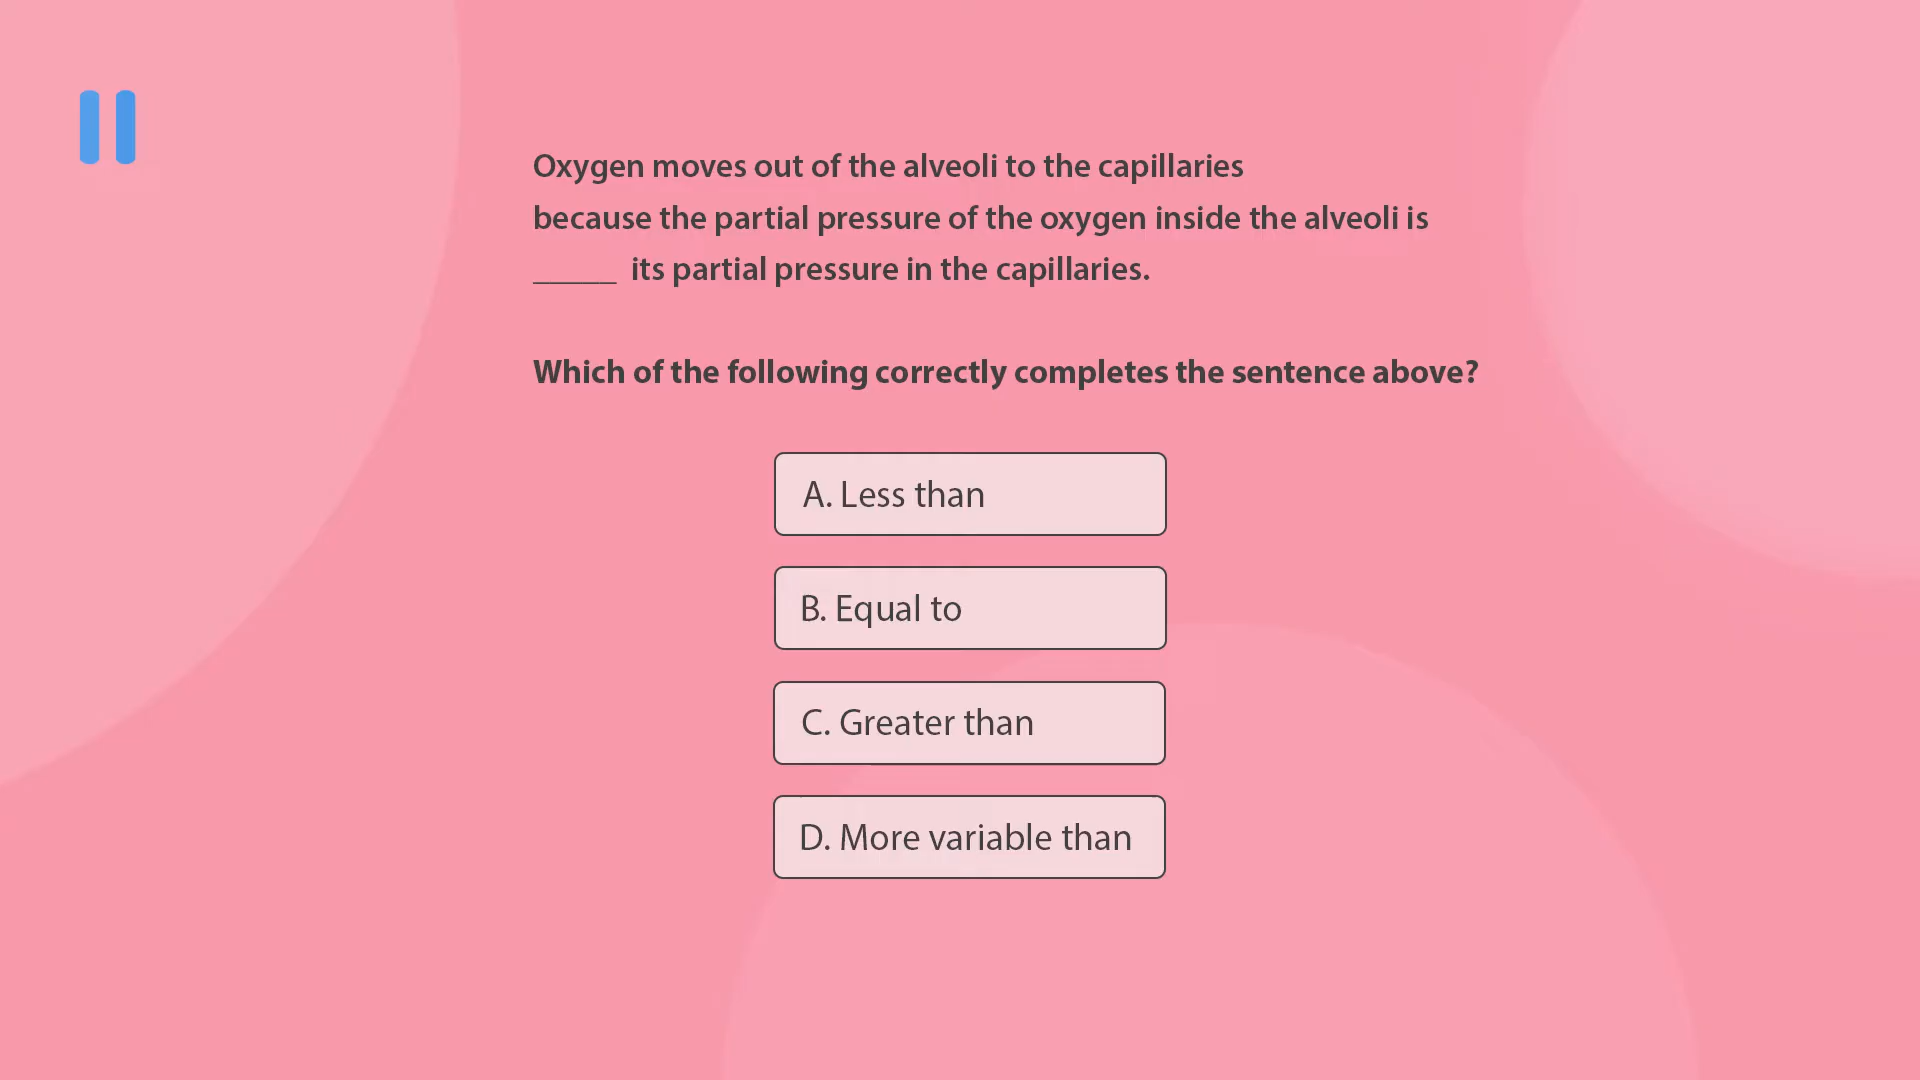 Oxygen moves out of the alveoli to the capillaries
because the partial pressure of the oxygen inside the alveoli is
_____ its partial pressure in the capillaries.
Which of the following correctly completes the sentence above?
A. Less than
B. Equal to
C. Greater than
D. More variable than